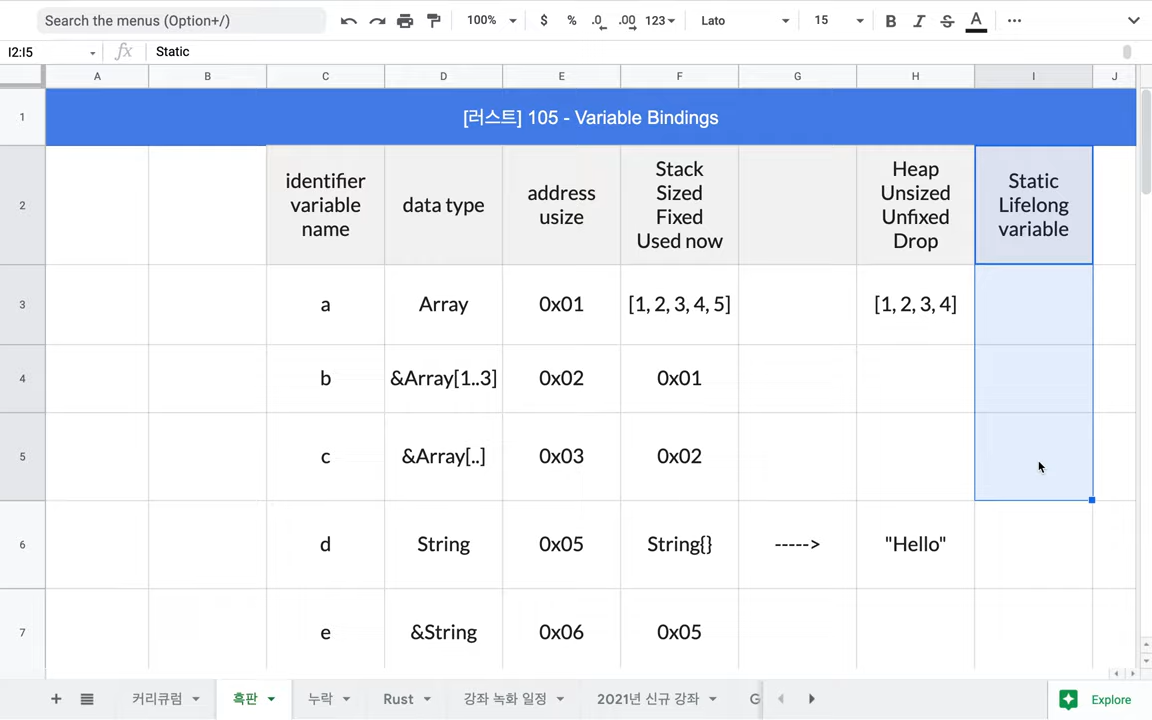 Search the menus (Option+/)
100%
$ % .0 .00 123
Lato
15
B I S A
I2:I5
fx
Static
A B C D E F G H I J
1
[러스트] 105 - Variable Bindings
2
identifier
variable
name
data type
address
usize
Stack
Sized
Fixed
Used now
Heap
Unsized
Unfixed
Drop
Static
Lifelong
variable
3
a
Array
0x01
[1, 2, 3, 4, 5]
[1, 2, 3, 4]
4
b
&Array[1..3]
0x02
0x01
5
c
&Array[..]
0x03
0x02
6
d
String
0x05
String{}
----->
"Hello"
7
e
&String
0x06
0x05
커리큐럼
흑판
누락
Rust
강좌 녹화 일정
2021년 신규 강좌
G
Explore